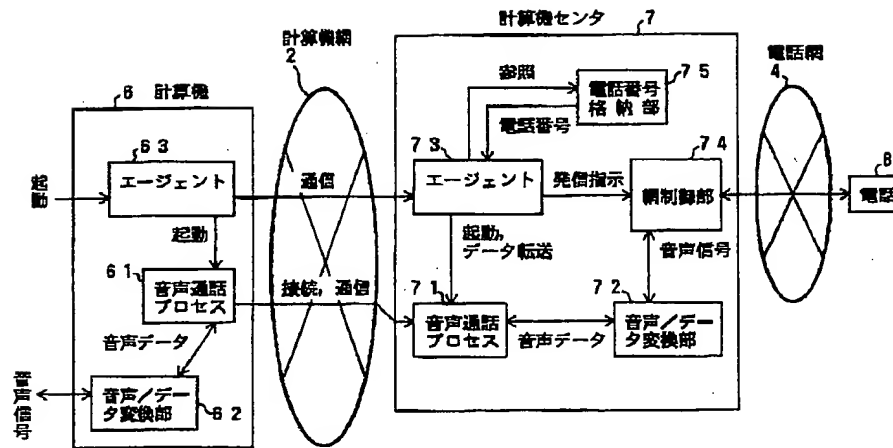 計算機センタ 7
計算機網
2
電話網
4
6 計算機
63
エージェント
起動
起動
61
音声通話
プロセス
音声データ
音声信号
音声/デー
タ変換部
62
通信
接続,通信
参照
75
電話番号
格納部
電話番号
73
エージェント
発信指示
74
網制御部
起動,
データ転送
音声信号
71
音声通話
プロセス
音声データ
72
音声/デー
タ変換部
8
電話